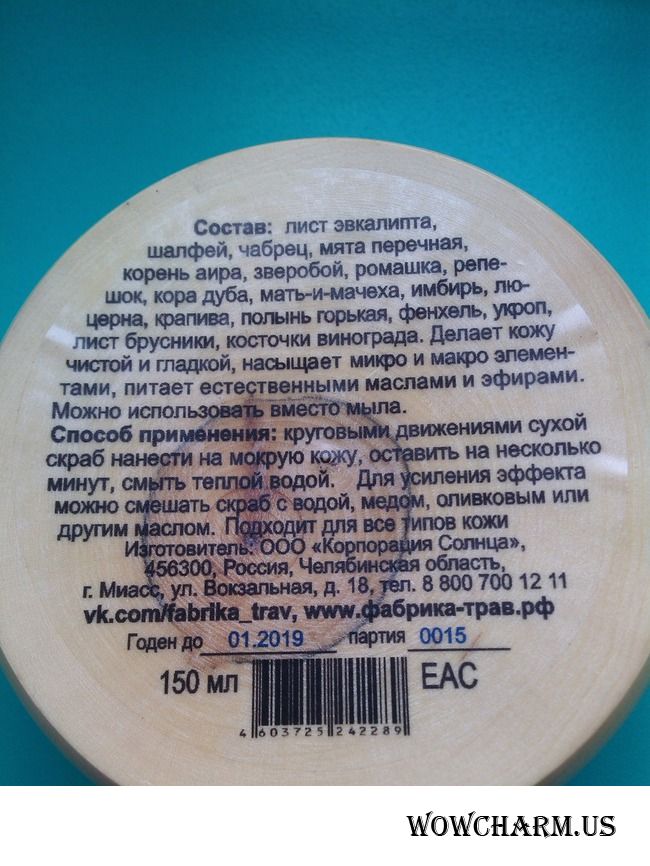 Состав: лист эвкалипта,
шалфей, чабрец, мята перечная,
корень аира, зверобой, ромашка, репе-
шок, кора дуба, мать-и-мачеха, имбирь, лю-
церна, крапива, полынь горькая, фенхель, укроп,
лист брусники, косточки винограда. Делает кожу
чистой и гладкой, насыщает микро и макро элемен-
тами, питает естественными маслами и эфирами.
Можно использовать вместо мыла.
Способ применения: круговыми движениями сухой
скраб нанести на мокрую кожу, оставить на несколько
минут, смыть теплой водой. Для усиления эффекта
можно смешать скраб с водой, медом, оливковым или
другим маслом. Подходит для все типов кожи
Изготовитель: ООО «Корпорация Солнца»,
456300, Россия, Челябинская область,
г. Миасс, ул. Вокзальная, д. 18, тел. 8 800 700 12 11
vk.com/fabrika_trav, www.фабрика-трав.рф
Годен до 01.2019 партия 0015
150 мл EAC
4 603725 242289
WOWCHARM.US